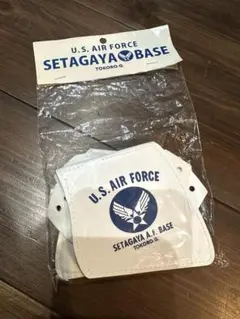 U.S. AIR FORCE
SETAGAYA BASE
TOKORO.G.
U.S. AIR FORCE
SETAGAYA A.F. BASE
TOKORO.G.